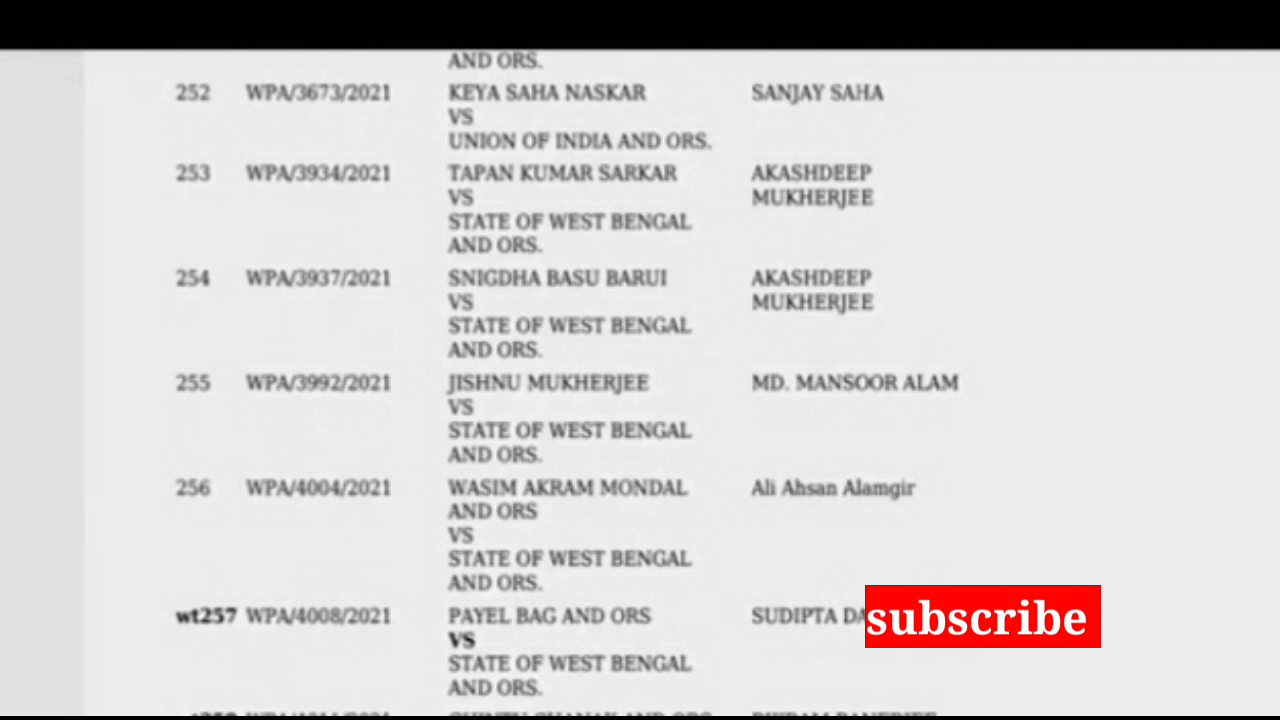 AND ORS.
252 WPA/3673/2021 KEYA SAHA NASKAR SANJAY SAHA
VS
UNION OF INDIA AND ORS.
253 WPA/3934/2021 TAPAN KUMAR SARKAR AKASHDEEP
VS MUKHERJEE
STATE OF WEST BENGAL
AND ORS.
254 WPA/3937/2021 SNIGDHA BASU BARUI AKASHDEEP
VS MUKHERJEE
STATE OF WEST BENGAL
AND ORS.
255 WPA/3992/2021 JISHNU MUKHERJEE MD. MANSOOR ALAM
VS
STATE OF WEST BENGAL
AND ORS.
256 WPA/4004/2021 WASIM AKRAM MONDAL Ali Ahsan Alamgir
AND ORS
VS
STATE OF WEST BENGAL
AND ORS.
wt257 WPA/4008/2021 PAYEL BAG AND ORS SUDIPTA
subscribe
VS
STATE OF WEST BENGAL
AND ORS.